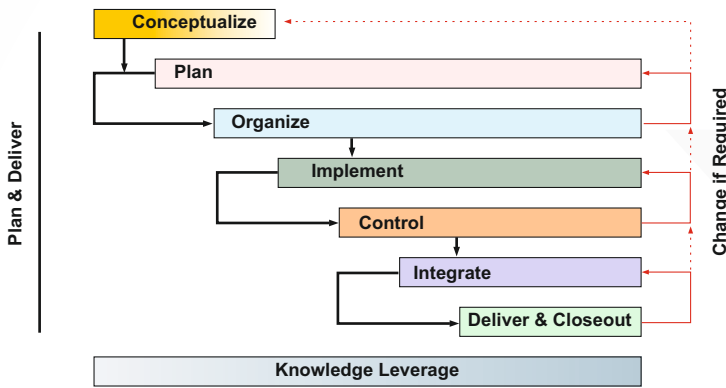 Conceptualize
Plan
Organize
Implement
Control
Integrate
Deliver & Closeout
Knowledge Leverage
Plan & Deliver
Change if Required